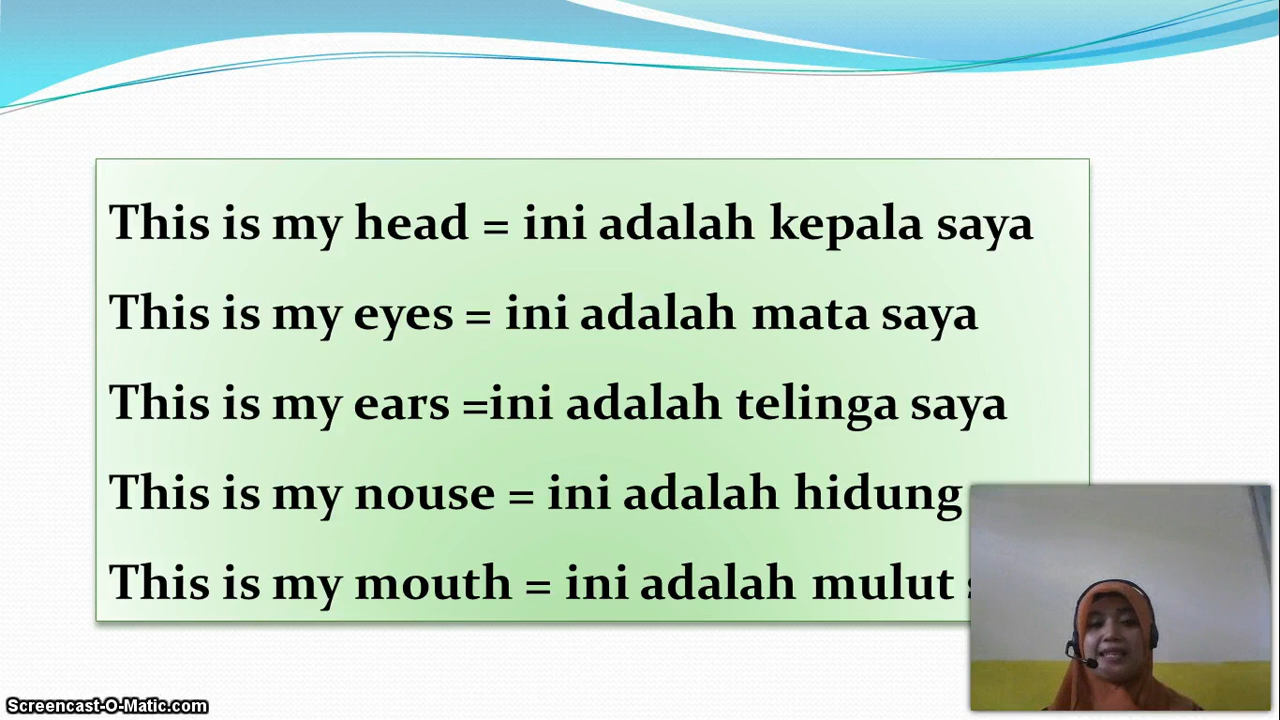 This is my head = ini adalah kepala saya
This is my eyes = ini adalah mata saya
This is my ears =ini adalah telinga saya
This is my nouse = ini adalah hidung
This is my mouth = ini adalah mulut
Screencast-O-Matic.com